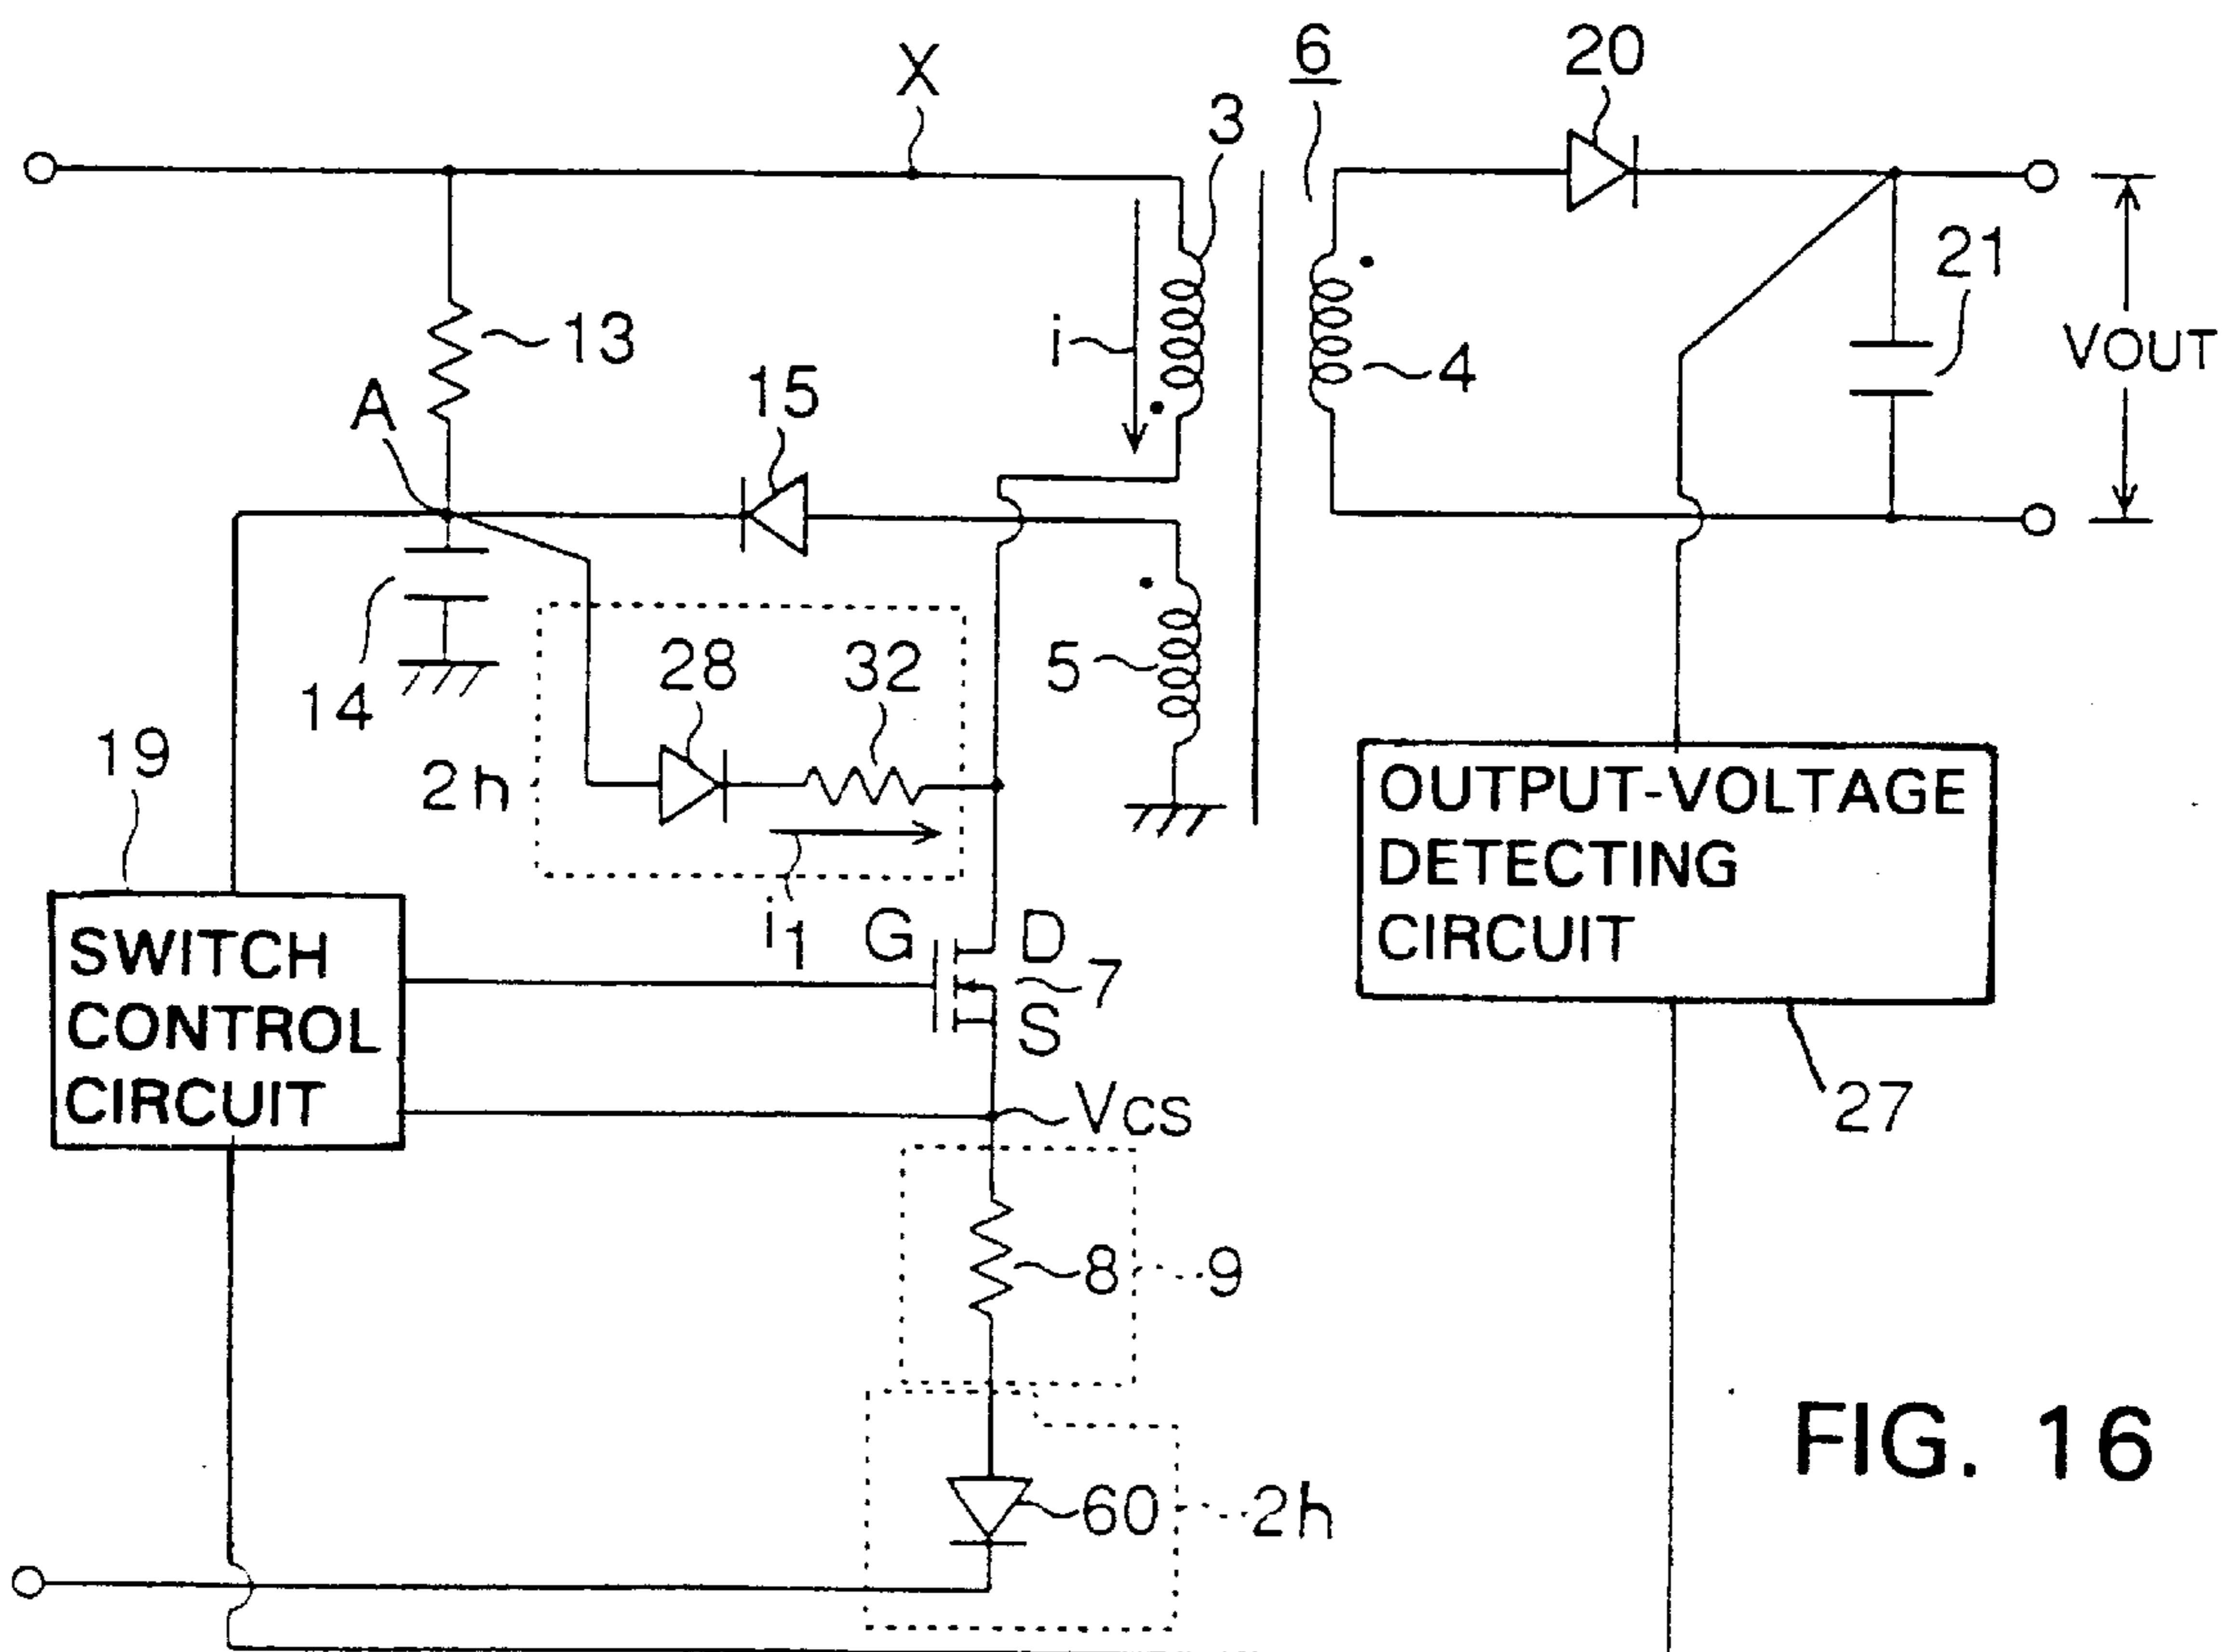 X
6
20
3
21
13
i
4
VOUT
A
15
28
32
5
14
19
2h
OUTPUT-VOLTAGE
DETECTING
CIRCUIT
i1
G
D
7
S
SWITCH
CONTROL
CIRCUIT
VCS
27
8
9
FIG. 16
60
2h